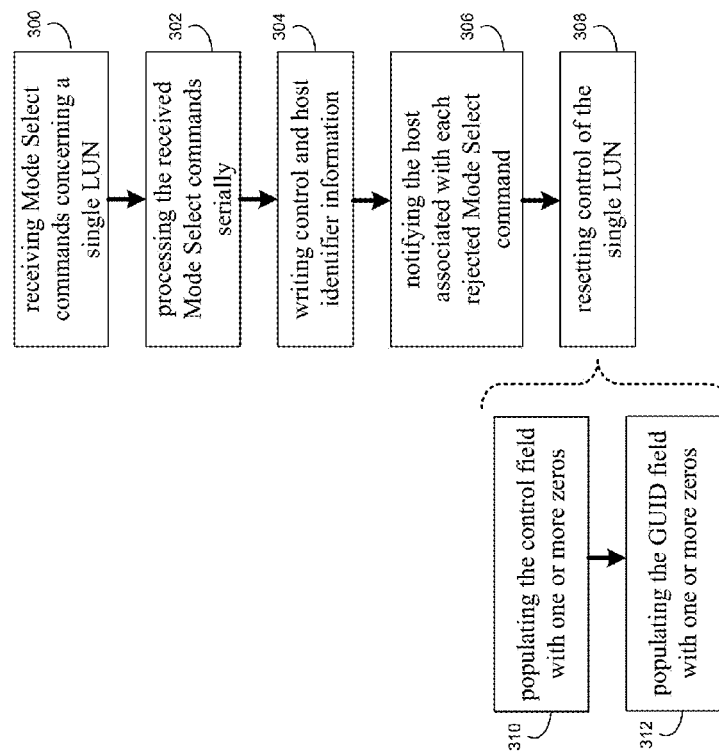 300
receiving Mode Select
commands concerning a
single LUN
302
processing the received
Mode Select commands
serially
304
writing control and host
identifier information
306
notifying the host
associated with each
rejected Mode Select
command
308
resetting control of the
single LUN
310
populating the control field
with one or more zeros
312
populating the GUID field
with one or more zeros